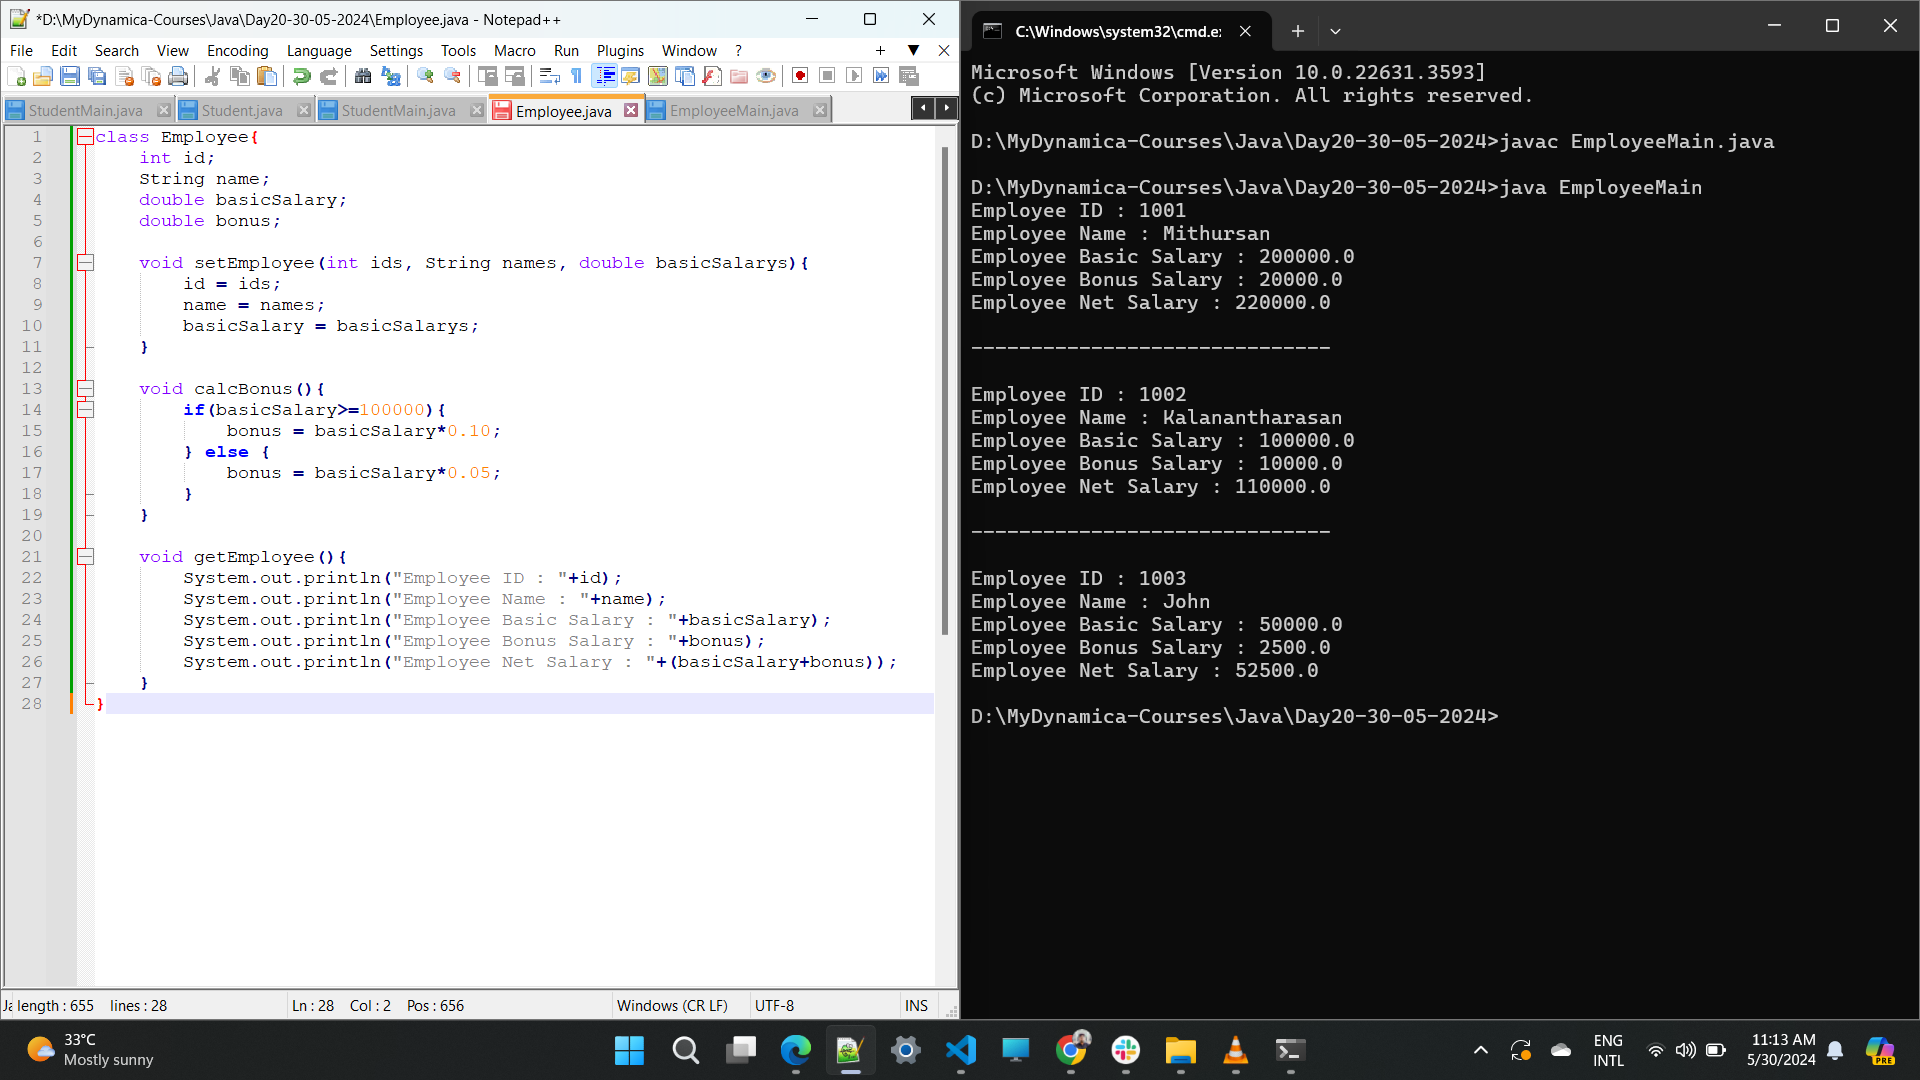 *D:\MyDynamica-Courses\Java\Day20-30-05-2024\Employee.java - Notepad++
File Edit Search View Encoding Language Settings Tools Macro Run Plugins Window ?
StudentMain.java Student.java StudentMain.java Employee.java EmployeeMain.java
1 class Employee{
2 int id;
3 String name;
4 double basicSalary;
5 double bonus;
6
7 void setEmployee(int ids, String names, double basicSalarys){
8 id = ids;
9 name = names;
10 basicSalary = basicSalarys;
11 }
12
13 void calcBonus(){
14 if(basicSalary>=100000){
15 bonus = basicSalary*0.10;
16 } else {
17 bonus = basicSalary*0.05;
18 }
19 }
20
21 void getEmployee(){
22 System.out.println("Employee ID : "+id);
23 System.out.println("Employee Name : "+name);
24 System.out.println("Employee Basic Salary : "+basicSalary);
25 System.out.println("Employee Bonus Salary : "+bonus);
26 System.out.println("Employee Net Salary : "+(basicSalary+bonus));
27 }
28 }
length : 655 lines : 28 Ln : 28 Col : 2 Pos : 656 Windows (CR LF) UTF-8 INS
C:\Windows\system32\cmd.e
Microsoft Windows [Version 10.0.22631.3593]
(c) Microsoft Corporation. All rights reserved.
D:\MyDynamica-Courses\Java\Day20-30-05-2024>javac EmployeeMain.java
D:\MyDynamica-Courses\Java\Day20-30-05-2024>java EmployeeMain
Employee ID : 1001
Employee Name : Mithursan
Employee Basic Salary : 200000.0
Employee Bonus Salary : 20000.0
Employee Net Salary : 220000.0
------------------------------
Employee ID : 1002
Employee Name : Kalanantharasan
Employee Basic Salary : 100000.0
Employee Bonus Salary : 10000.0
Employee Net Salary : 110000.0
------------------------------
Employee ID : 1003
Employee Name : John
Employee Basic Salary : 50000.0
Employee Bonus Salary : 2500.0
Employee Net Salary : 52500.0
D:\MyDynamica-Courses\Java\Day20-30-05-2024>
33°C
Mostly sunny
ENG
INTL
11:13 AM
5/30/2024
PRE